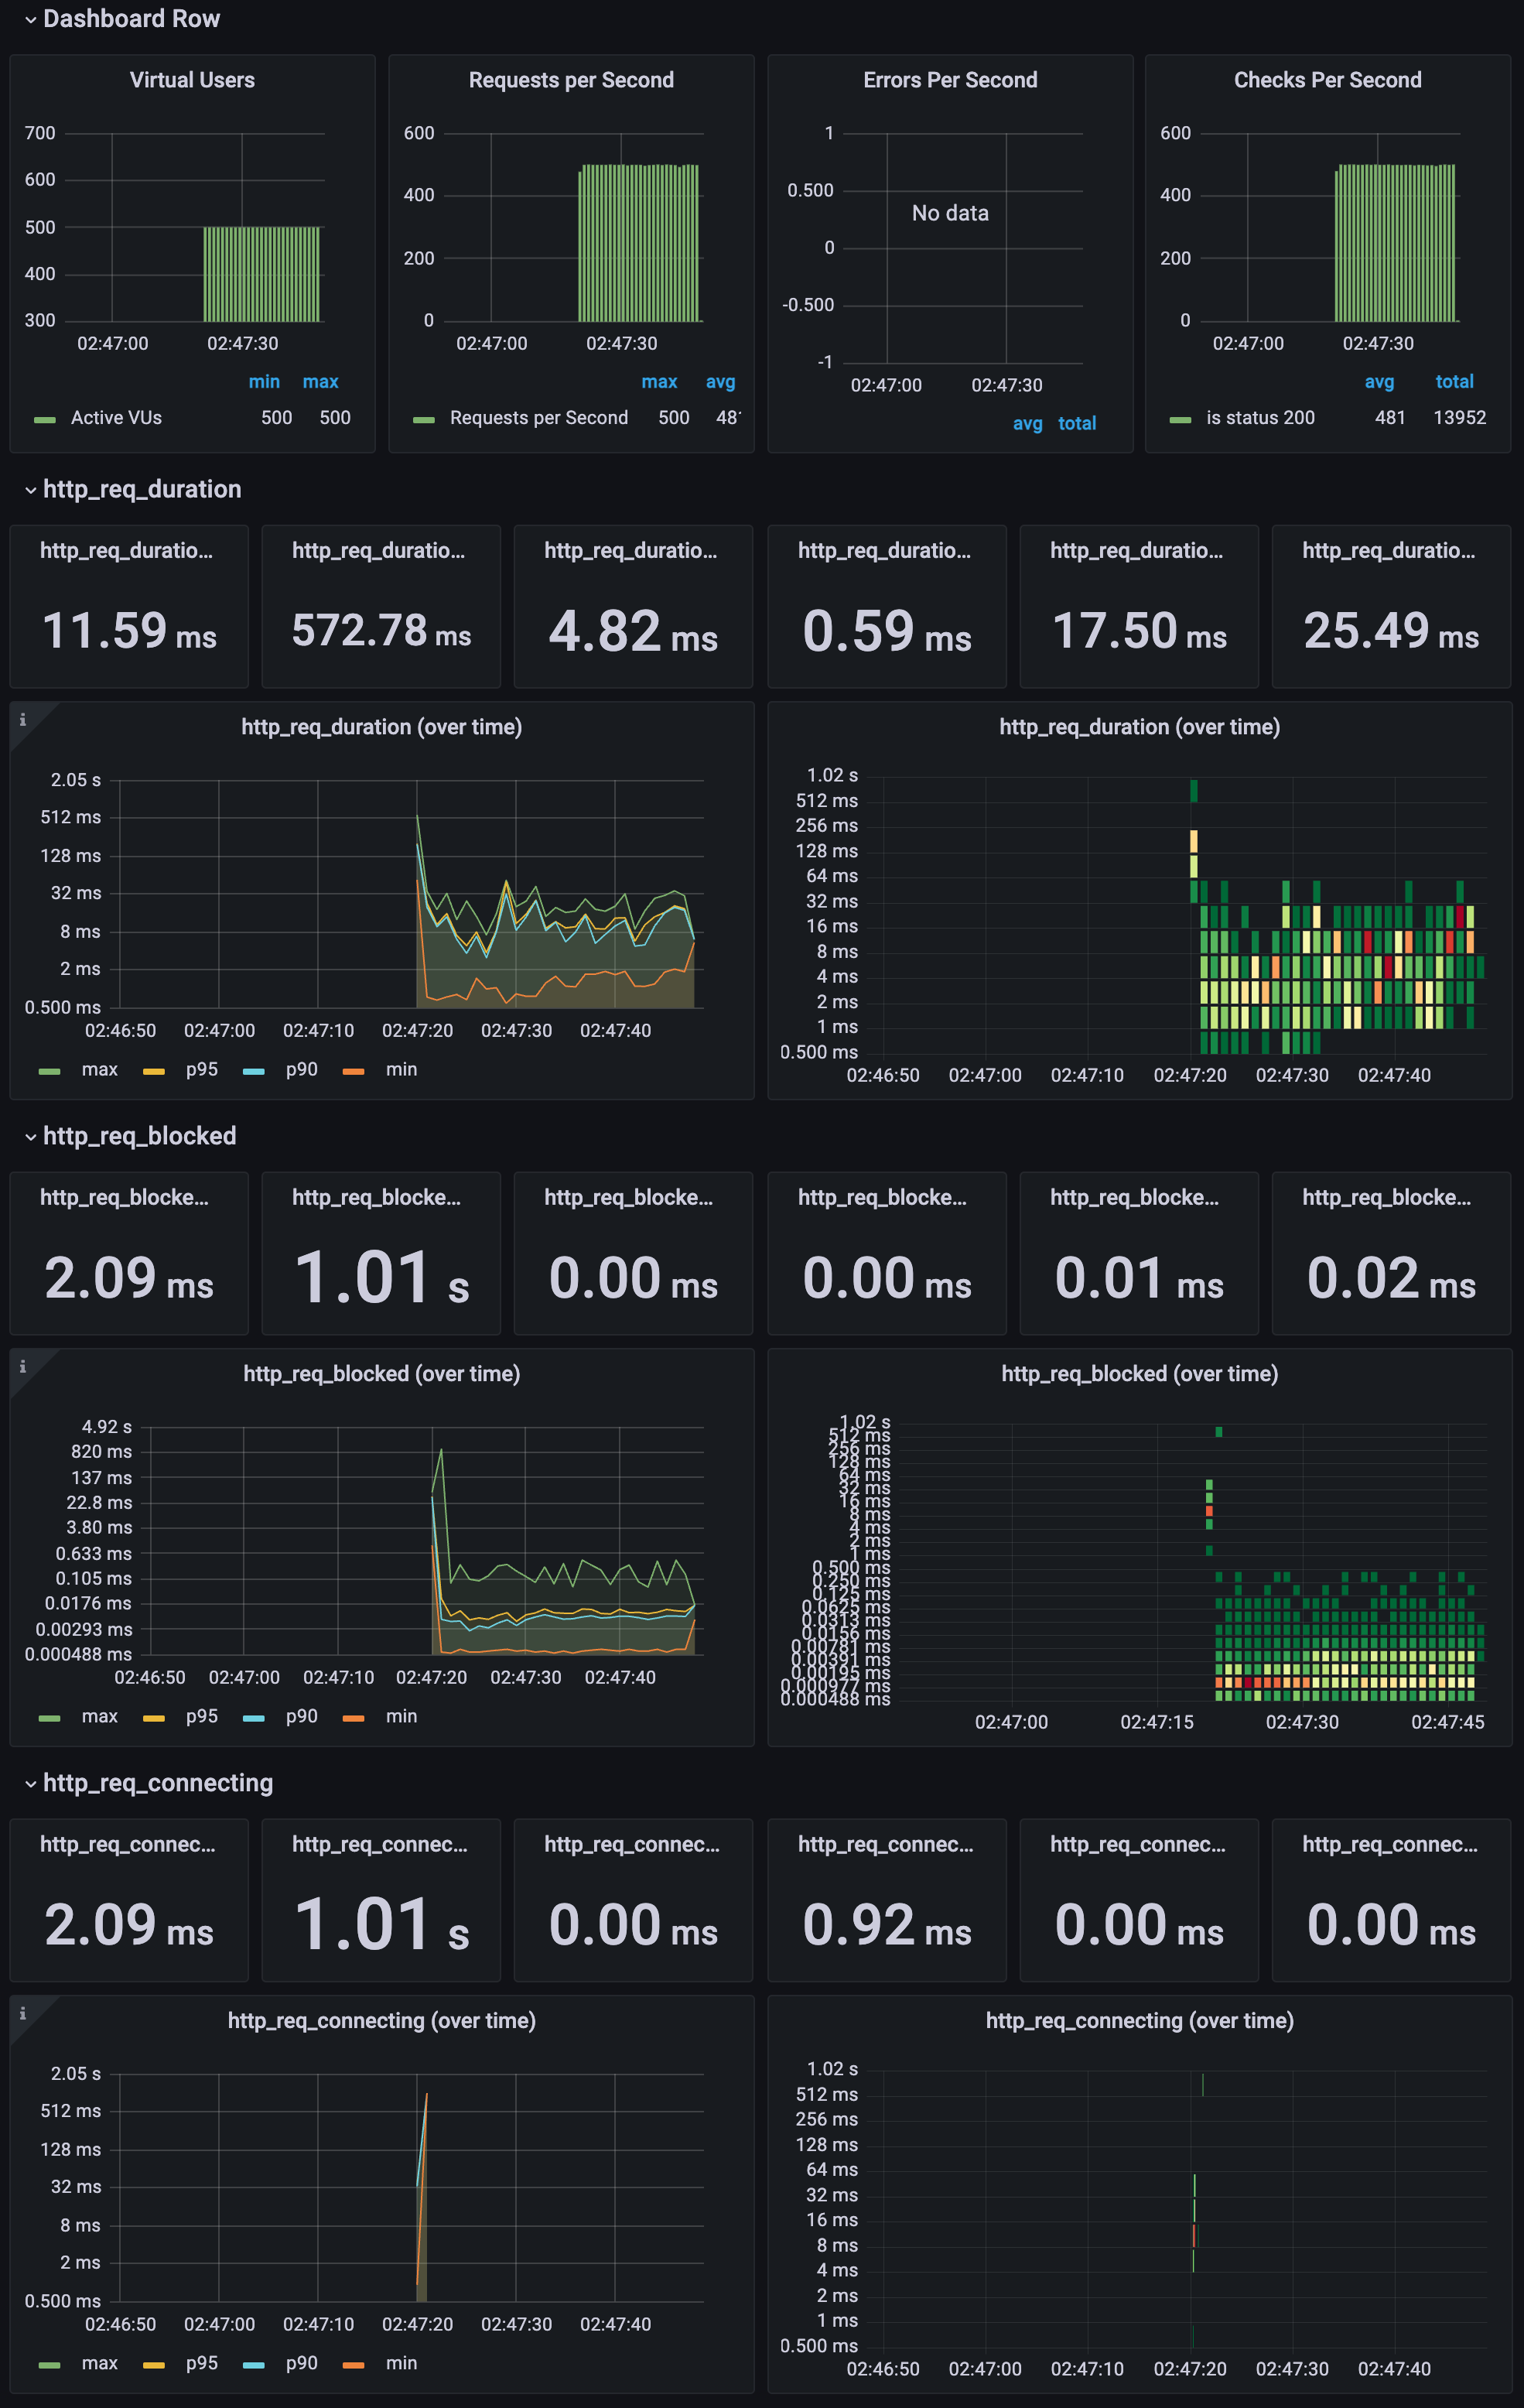 Dashboard Row
Virtual Users
700
600
500
400
300
02:47:00 02:47:30
min max
Active VUs 500 500
Requests per Second
600
400
200
0
02:47:00 02:47:30
max avg
Requests per Second 500 481
Errors Per Second
1
0.500
0
-0.500
-1
No data
02:47:00 02:47:30
avg total
Checks Per Second
600
400
200
0
02:47:00 02:47:30
avg total
is status 200 481 13952
http_req_duration
http_req_duratio...
11.59 ms
http_req_duratio...
572.78 ms
http_req_duratio...
4.82 ms
http_req_duratio...
0.59 ms
http_req_duratio...
17.50 ms
http_req_duratio...
25.49 ms
i
http_req_duration (over time)
2.05 s
512 ms
128 ms
32 ms
8 ms
2 ms
0.500 ms
02:46:50 02:47:00 02:47:10 02:47:20 02:47:30 02:47:40
max p95 p90 min
http_req_duration (over time)
1.02 s
512 ms
256 ms
128 ms
64 ms
32 ms
16 ms
8 ms
4 ms
2 ms
1 ms
0.500 ms
02:46:50 02:47:00 02:47:10 02:47:20 02:47:30 02:47:40
http_req_blocked
http_req_blocke...
2.09 ms
http_req_blocke...
1.01 s
http_req_blocke...
0.00 ms
http_req_blocke...
0.00 ms
http_req_blocke...
0.01 ms
http_req_blocke...
0.02 ms
i
http_req_blocked (over time)
4.92 s
820 ms
137 ms
22.8 ms
3.80 ms
0.633 ms
0.105 ms
0.0176 ms
0.00293 ms
0.000488 ms
02:46:50 02:47:00 02:47:10 02:47:20 02:47:30 02:47:40
max p95 p90 min
http_req_blocked (over time)
1.02 s
512 ms
256 ms
128 ms
64 ms
32 ms
16 ms
8 ms
4 ms
2 ms
1 ms
0.500 ms
0.250 ms
0.125 ms
0.0625 ms
0.0313 ms
0.0156 ms
0.00781 ms
0.00391 ms
0.00195 ms
0.000977 ms
0.000488 ms
02:47:00 02:47:15 02:47:30 02:47:45
http_req_connecting
http_req_connec...
2.09 ms
http_req_connec...
1.01 s
http_req_connec...
0.00 ms
http_req_connec...
0.92 ms
http_req_connec...
0.00 ms
http_req_connec...
0.00 ms
i
http_req_connecting (over time)
2.05 s
512 ms
128 ms
32 ms
8 ms
2 ms
0.500 ms
02:46:50 02:47:00 02:47:10 02:47:20 02:47:30 02:47:40
max p95 p90 min
http_req_connecting (over time)
1.02 s
512 ms
256 ms
128 ms
64 ms
32 ms
16 ms
8 ms
4 ms
2 ms
1 ms
0.500 ms
02:46:50 02:47:00 02:47:10 02:47:20 02:47:30 02:47:40